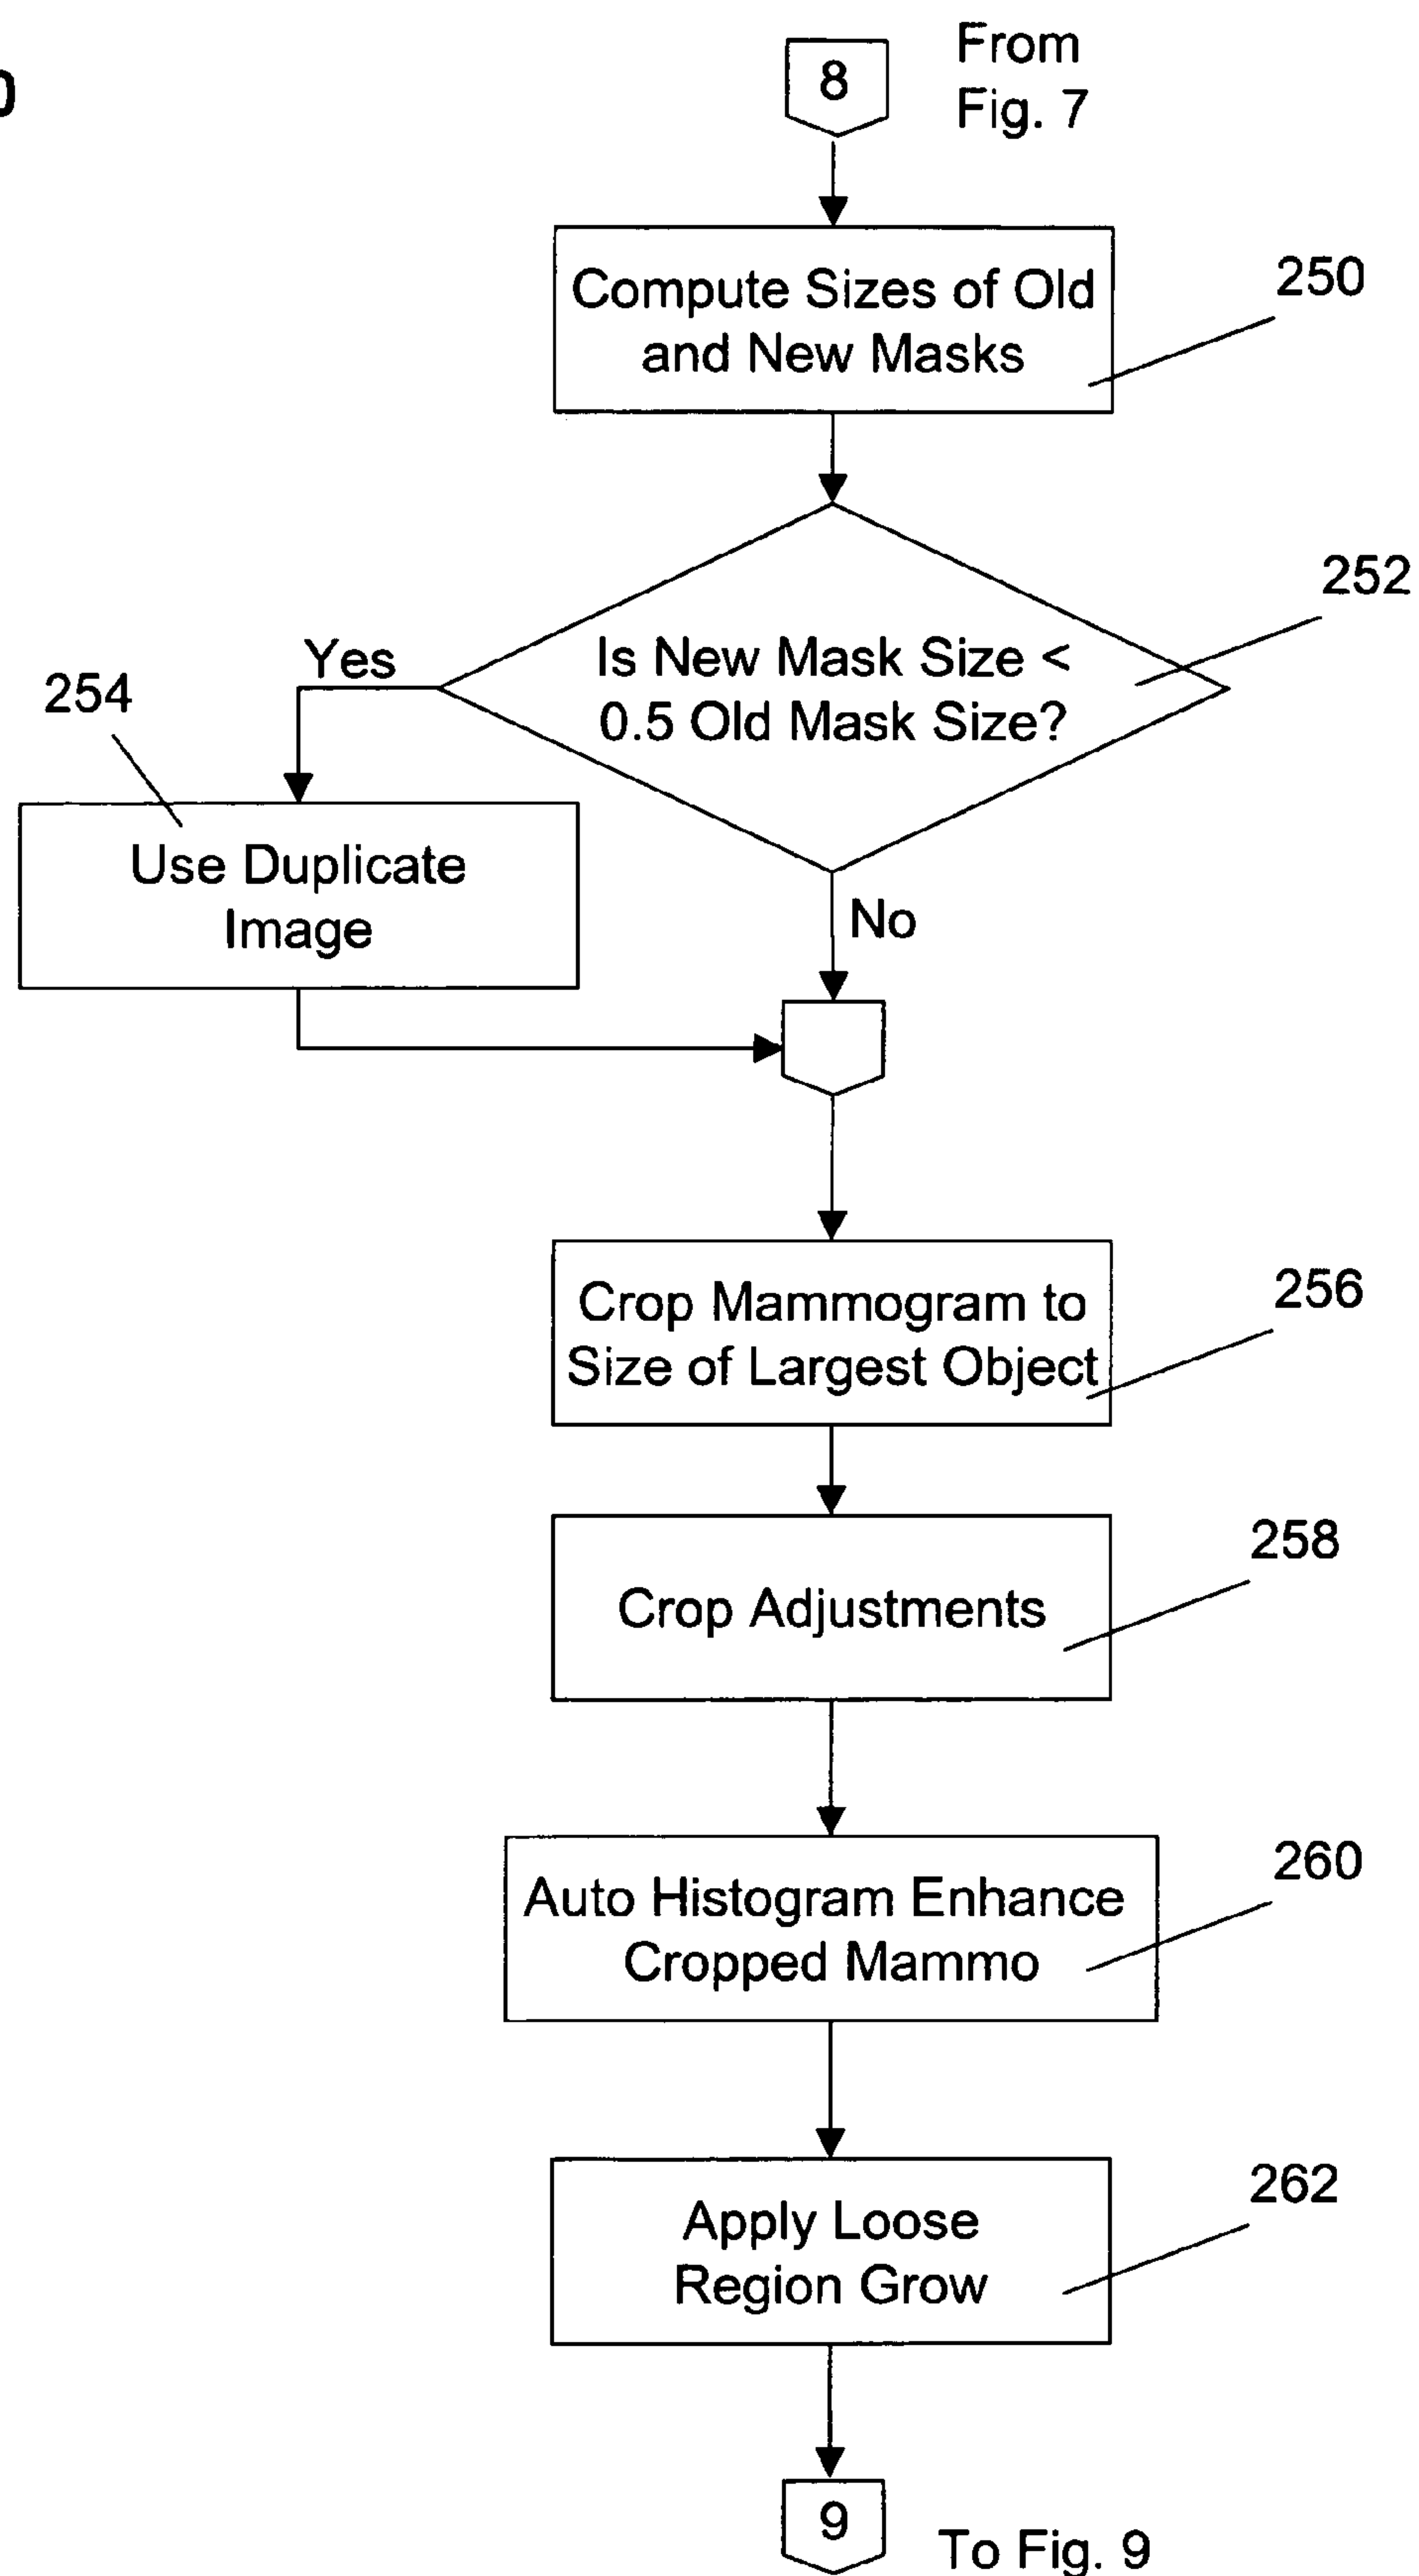 8
From
Fig. 7
Compute Sizes of Old
and New Masks
250
Is New Mask Size <
0.5 Old Mask Size?
252
Yes
254
Use Duplicate
Image
No
Crop Mammogram to
Size of Largest Object
256
Crop Adjustments
258
Auto Histogram Enhance
Cropped Mammo
260
Apply Loose
Region Grow
262
9
To Fig. 9